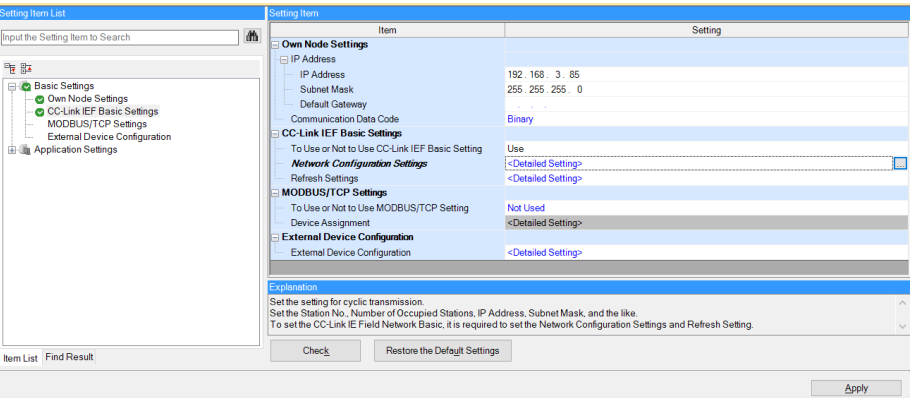 Setting Item List
Input the Setting Item to Search
Basic Settings
Own Node Settings
CC-Link IEF Basic Settings
MODBUS/TCP Settings
External Device Configuration
Application Settings
Item List Find Result
Setting Item
Item Setting
Own Node Settings
IP Address
IP Address 192 . 168 . 3 . 85
Subnet Mask 255 . 255 . 255 . 0
Default Gateway . . .
Communication Data Code Binary
CC-Link IEF Basic Settings
To Use or Not to Use CC-Link IEF Basic Setting Use
Network Configuration Settings <Detailed Setting> ...
Refresh Settings <Detailed Setting>
MODBUS/TCP Settings
To Use or Not to Use MODBUS/TCP Setting Not Used
Device Assignment <Detailed Setting>
External Device Configuration
External Device Configuration <Detailed Setting>
Explanation
Set the setting for cyclic transmission.
Set the Station No., Number of Occupied Stations, IP Address, Subnet Mask, and the like.
To set the CC-Link IE Field Network Basic, it is required to set the Network Configuration Settings and Refresh Setting.
Check Restore the Default Settings
Apply